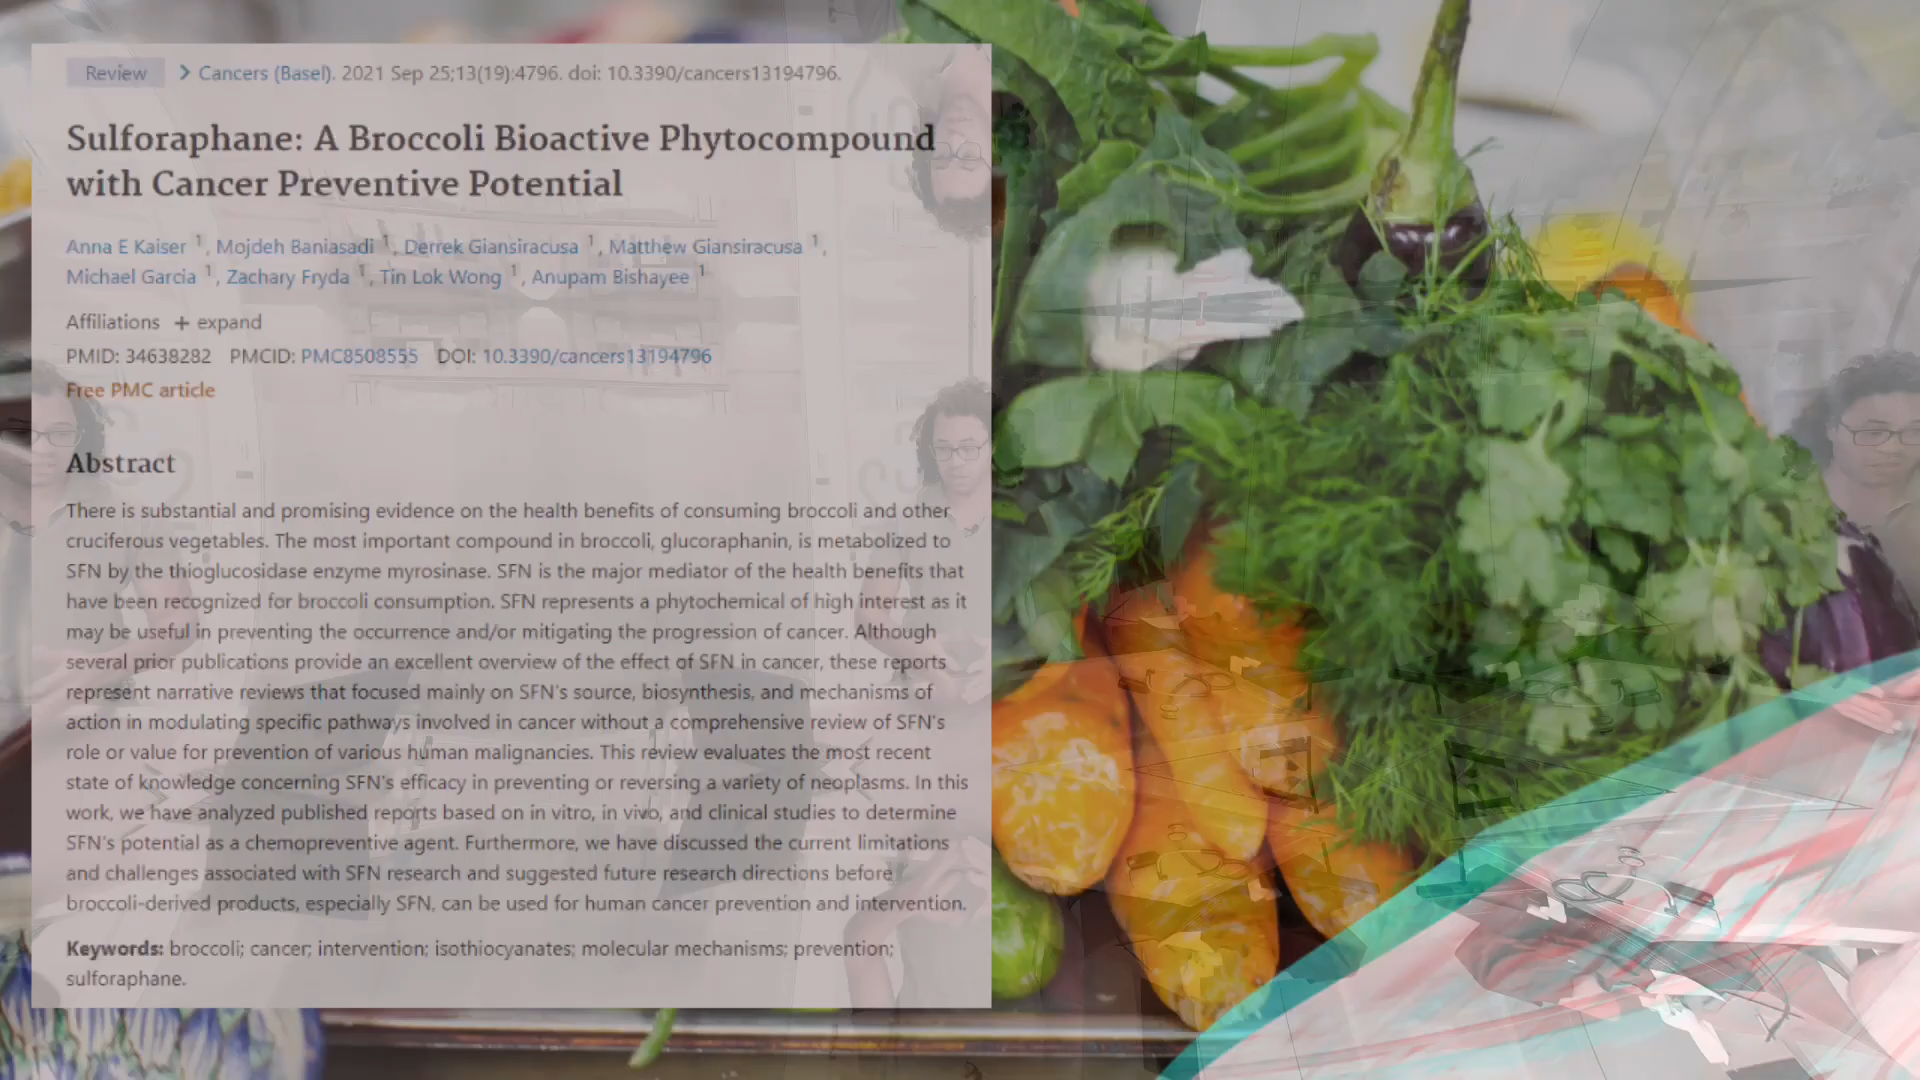 Review > Cancers (Basel). 2021 Sep 25;13(19):4796. doi: 10.3390/cancers13194796.
Sulforaphane: A Broccoli Bioactive Phytocompound
with Cancer Preventive Potential
Anna E Kaiser 1, Mojdeh Baniasadi 1, Derrek Giansiracusa 1, Matthew Giansiracusa 1,
Michael Garcia 1, Zachary Fryda 1, Tin Lok Wong 1, Anupam Bishayee 1
Affiliations + expand
PMID: 34638282 PMCID: PMC8508555 DOI: 10.3390/cancers13194796
Free PMC article
Abstract
There is substantial and promising evidence on the health benefits of consuming broccoli and other
cruciferous vegetables. The most important compound in broccoli, glucoraphanin, is metabolized to
SFN by the thioglucosidase enzyme myrosinase. SFN is the major mediator of the health benefits that
have been recognized for broccoli consumption. SFN represents a phytochemical of high interest as it
may be useful in preventing the occurrence and/or mitigating the progression of cancer. Although
several prior publications provide an excellent overview of the effect of SFN in cancer, these reports
represent narrative reviews that focused mainly on SFN's source, biosynthesis, and mechanisms of
action in modulating specific pathways involved in cancer without a comprehensive review of SFN's
role or value for prevention of various human malignancies. This review evaluates the most recent
state of knowledge concerning SFN's efficacy in preventing or reversing a variety of neoplasms. In this
work, we have analyzed published reports based on in vitro, in vivo, and clinical studies to determine
SFN's potential as a chemopreventive agent. Furthermore, we have discussed the current limitations
and challenges associated with SFN research and suggested future research directions before
broccoli-derived products, especially SFN, can be used for human cancer prevention and intervention.
Keywords: broccoli; cancer; intervention; isothiocyanates; molecular mechanisms; prevention;
sulforaphane.